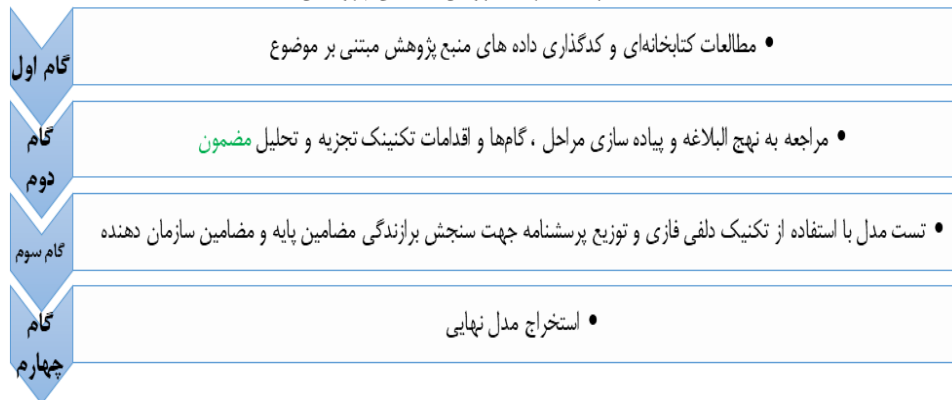 گام اول
• مطالعات کتابخانه‌ای و کدگذاری داده های منبع پژوهش مبتنی بر موضوع
گام
دوم
• مراجعه به نهج البلاغه و پیاده سازی مراحل ، گام‌ها و اقدامات تکنینک تجزیه و تحلیل مضمون
گام سوم
• تست مدل با استفاده از تکنیک دلفی فازی و توزیع پرسشنامه جهت سنجش برازندگی مضامین پایه و مضامین سازمان دهنده
گام
چهارم
• استخراج مدل نهایی